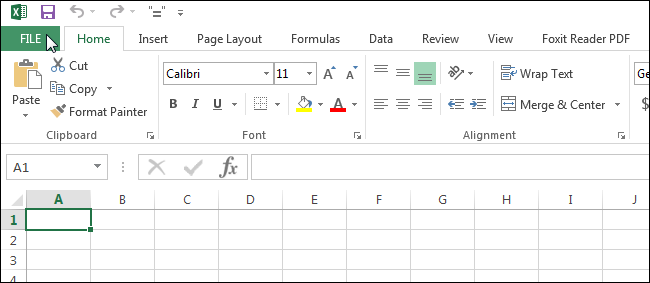 "="
FILE Home Insert Page Layout Formulas Data Review View Foxit Reader PDF
Cut
Calibri 11 A A Wrap Text Ge
Copy
Paste
Format Painter B I U A Merge & Center $
Clipboard Font Alignment
A1 fx
A B C D E F G H I J
1
2
3